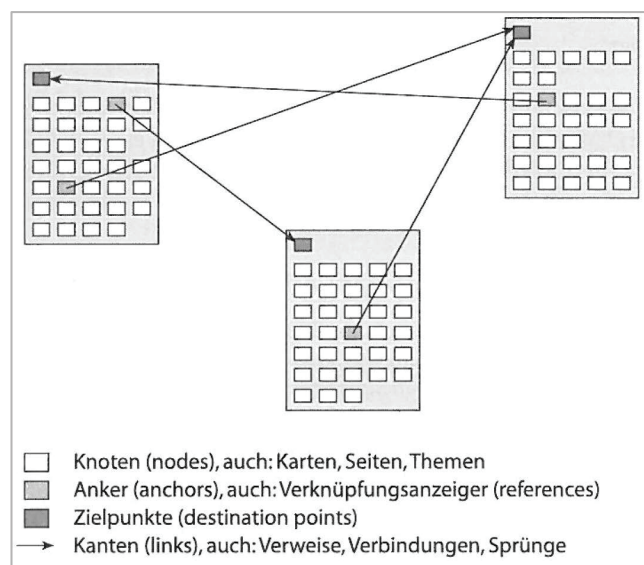 Knoten (nodes), auch: Karten, Seiten, Themen
Anker (anchors), auch: Verknüpfungsanzeiger (references)
Zielpunkte (destination points)
Kanten (links), auch: Verweise, Verbindungen, Sprünge